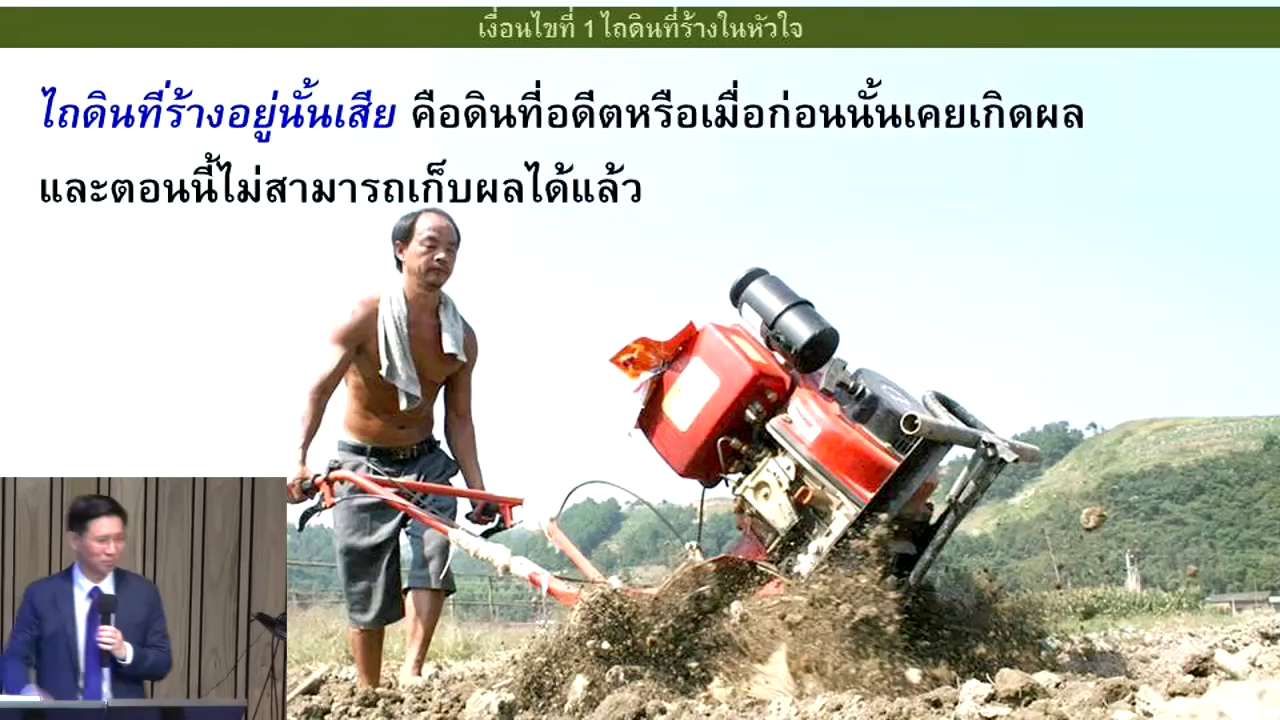 เงื่อนไขที่ 1 ไถดินที่ร้างในหัวใจ
ไถดินที่ร้างอยู่นั้นเสีย คือดินที่อดีตหรือเมื่อก่อนนั้นเคยเกิดผล
และตอนนี้ไม่สามารถเก็บผลได้แล้ว